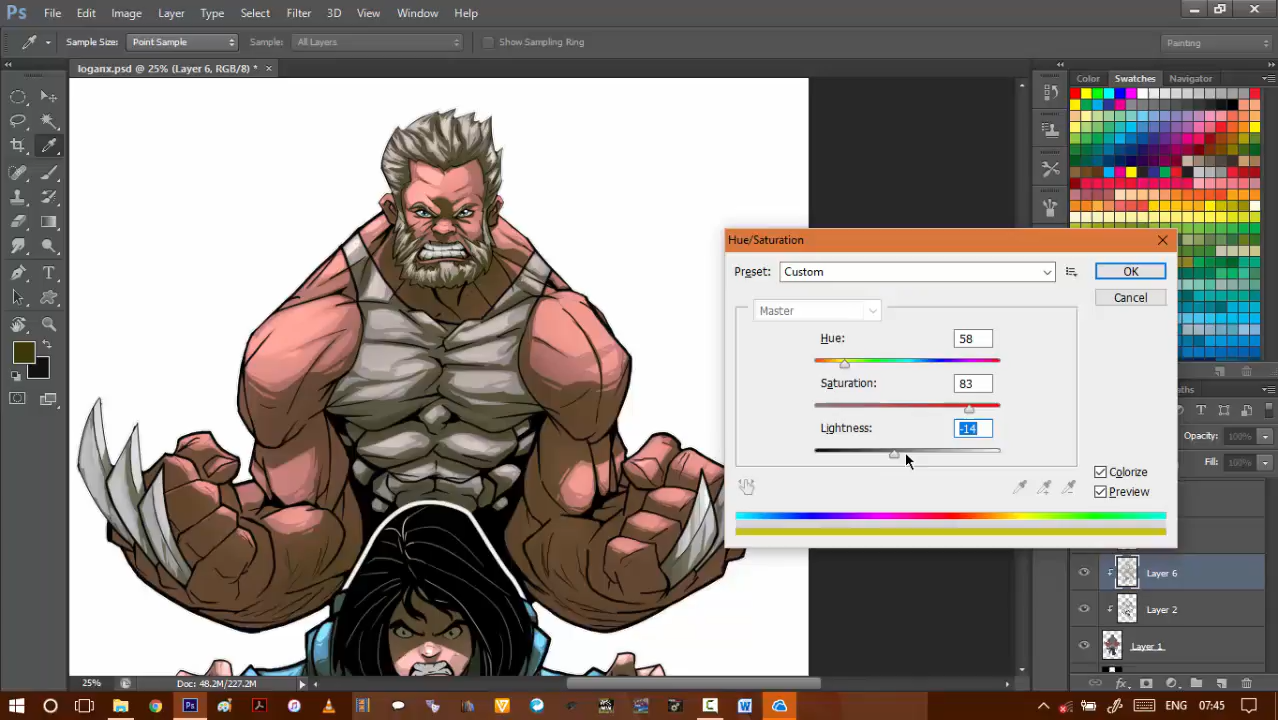 Ps File Edit Image Layer Type Select Filter 3D View Window Help
Sample Size: Point Sample Sample: All Layers Show Sampling Ring Painting
loganx.psd @ 25% (Layer 6, RGB/8) * ×
Color Swatches Navigator
Hue/Saturation
Preset: Custom OK
Cancel
Master
Hue: 58
Saturation: 83
Lightness: -14
Colorize
Preview
Opacity: 100%
Fill: 100%
Layer 6
Layer 2
Layer 1
25% Doc: 48.2M/227.2M
ENG 07:45